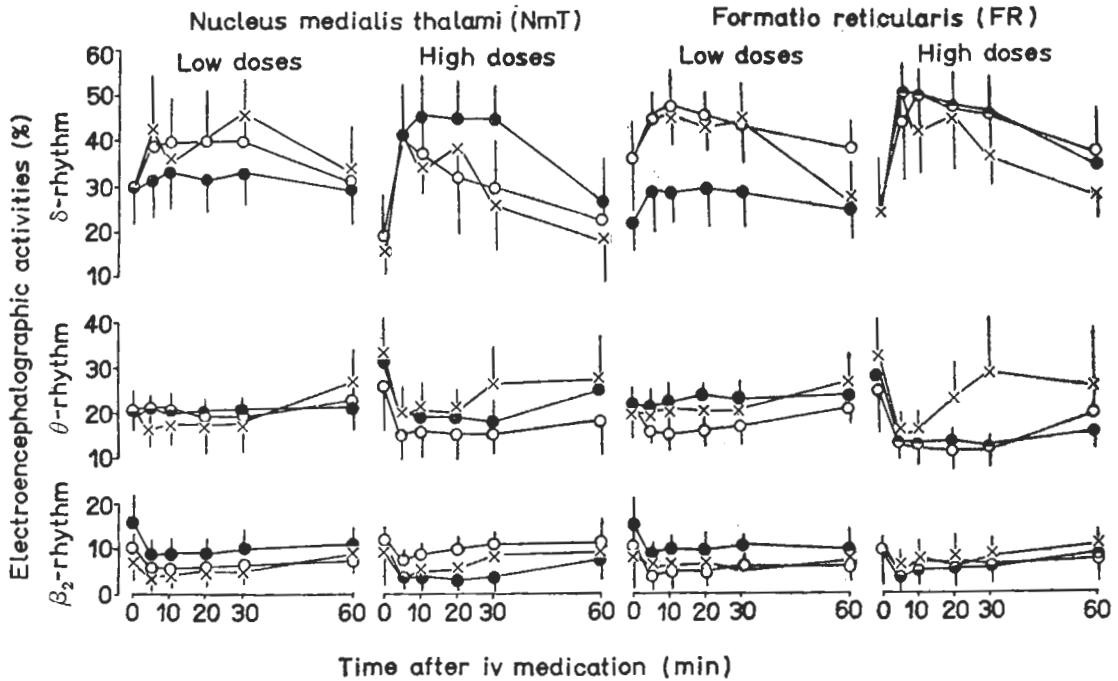 Nucleus medialis thalami (NmT) Formatio reticularis (FR)
Low doses High doses Low doses High doses
Electroencephalographic activities (%)
δ-rhythm
60
50
40
30
20
10
θ-rhythm
40
30
20
10
β₂-rhythm
20
10
0
0 10 20 30 60 0 10 20 30 60 0 10 20 30 60 0 10 20 30 60
Time after iv medication (min)